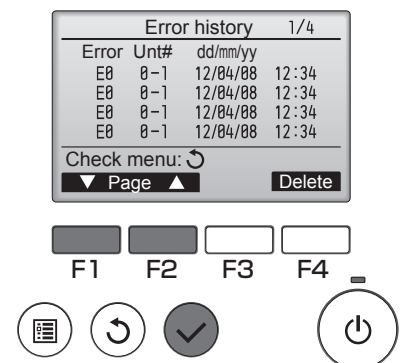 Error history 1/4
Error Unt# dd/mm/yy
E0 0-1 12/04/08 12:34
E0 0-1 12/04/08 12:34
E0 0-1 12/04/08 12:34
E0 0-1 12/04/08 12:34
Check menu:
▼ Page ▲ Delete
F1 F2 F3 F4